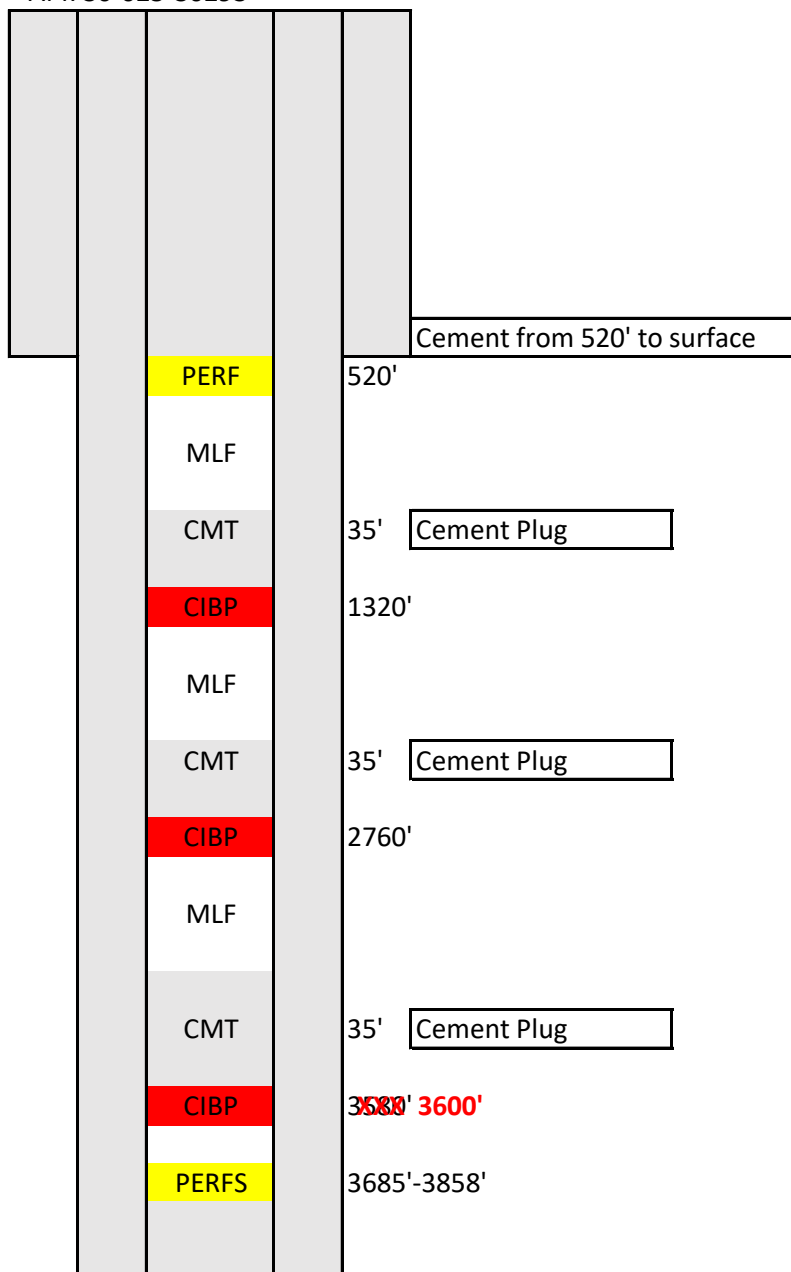 Cement from 520' to surface
PERF 520'
MLF
CMT 35' Cement Plug
CIBP 1320'
MLF
CMT 35' Cement Plug
CIBP 2760'
MLF
CMT 35' Cement Plug
CIBP 3600'
PERFS 3685'-3858'